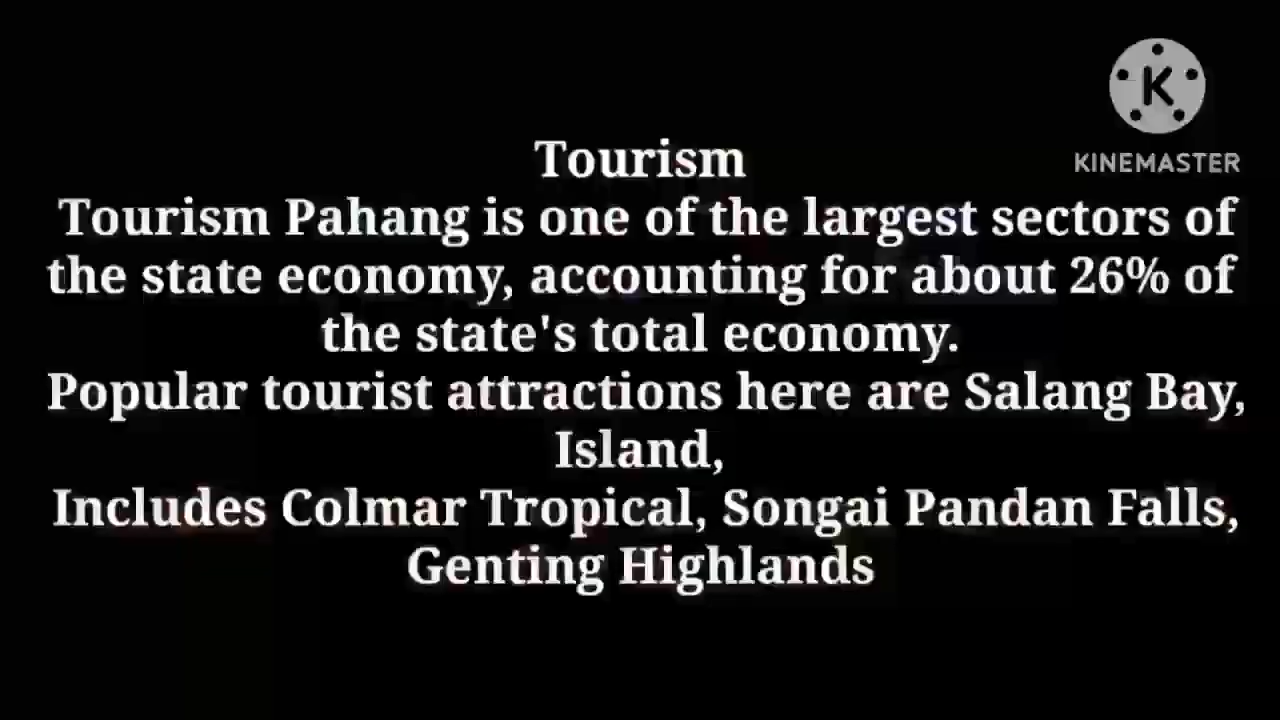 KINEMASTER
Tourism
Tourism Pahang is one of the largest sectors of
the state economy, accounting for about 26% of
the state's total economy.
Popular tourist attractions here are Salang Bay,
Island,
Includes Colmar Tropical, Songai Pandan Falls,
Genting Highlands